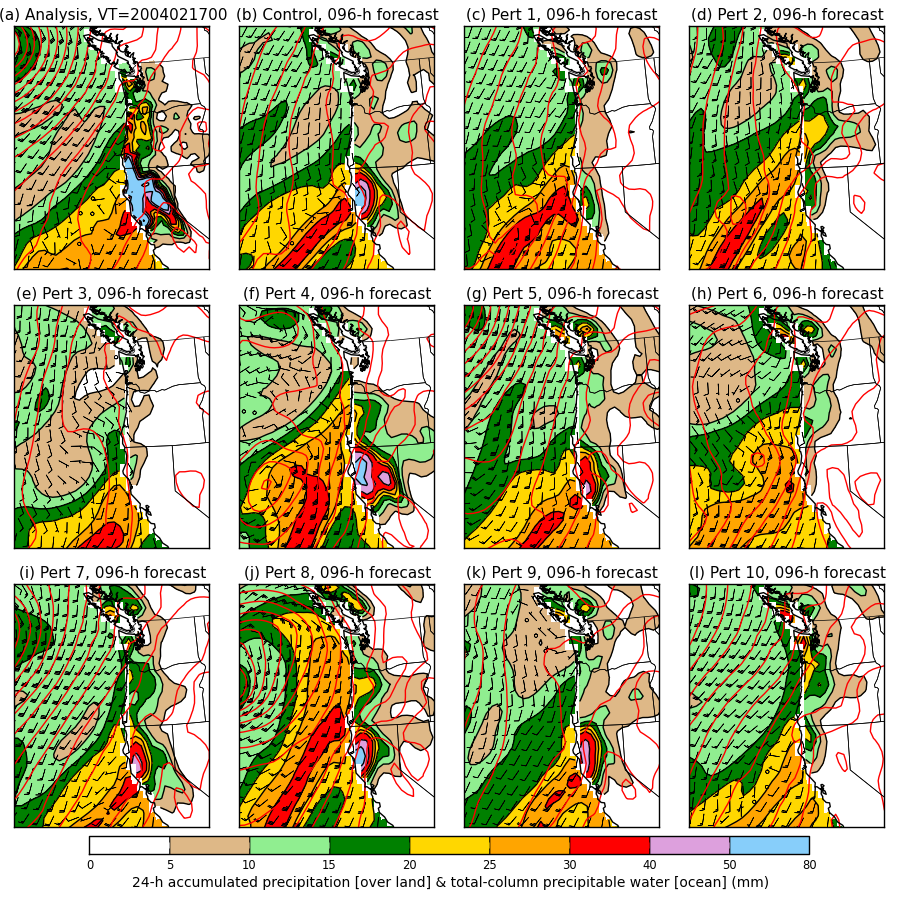 (a) Analysis, VT=2004021700
(b) Control, 096-h forecast
(c) Pert 1, 096-h forecast
(d) Pert 2, 096-h forecast
(e) Pert 3, 096-h forecast
(f) Pert 4, 096-h forecast
(g) Pert 5, 096-h forecast
(h) Pert 6, 096-h forecast
(i) Pert 7, 096-h forecast
(j) Pert 8, 096-h forecast
(k) Pert 9, 096-h forecast
(l) Pert 10, 096-h forecast
0 5 10 15 20 25 30 40 50 80
24-h accumulated precipitation [over land] & total-column precipitable water [ocean] (mm)